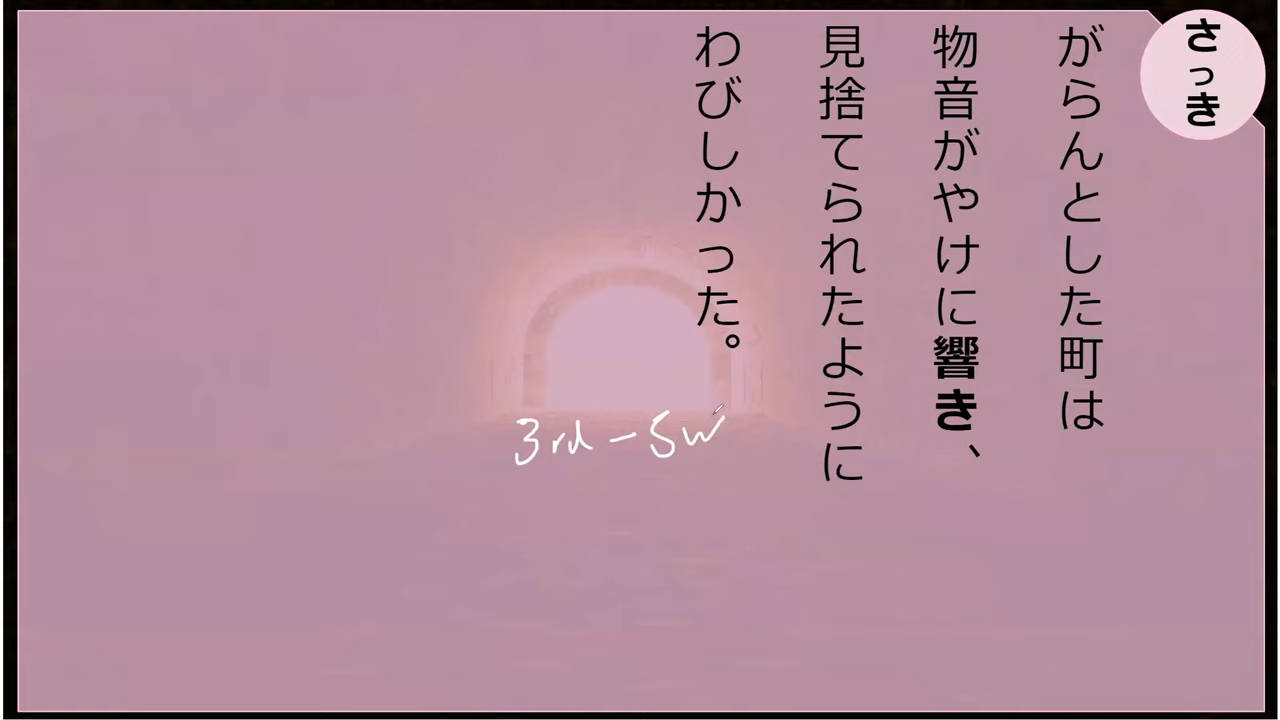 さっき
がらんとした町は
物音がやけに響き、
見捨てられたように
わびしかった。
3rd – 5w